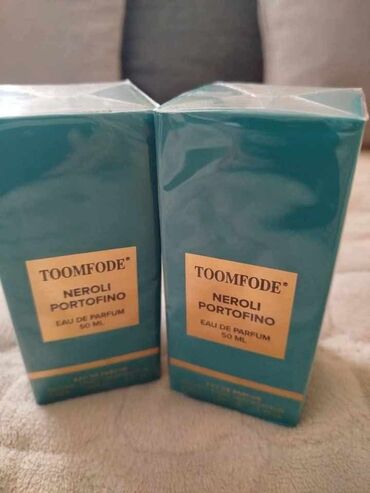 TOOMFODE®
NEROLI
PORTOFINO
EAU DE PARFUM
50 ML
TOOMFODE®
NEROLI
PORTOFINO
EAU DE PARFUM
50 ML